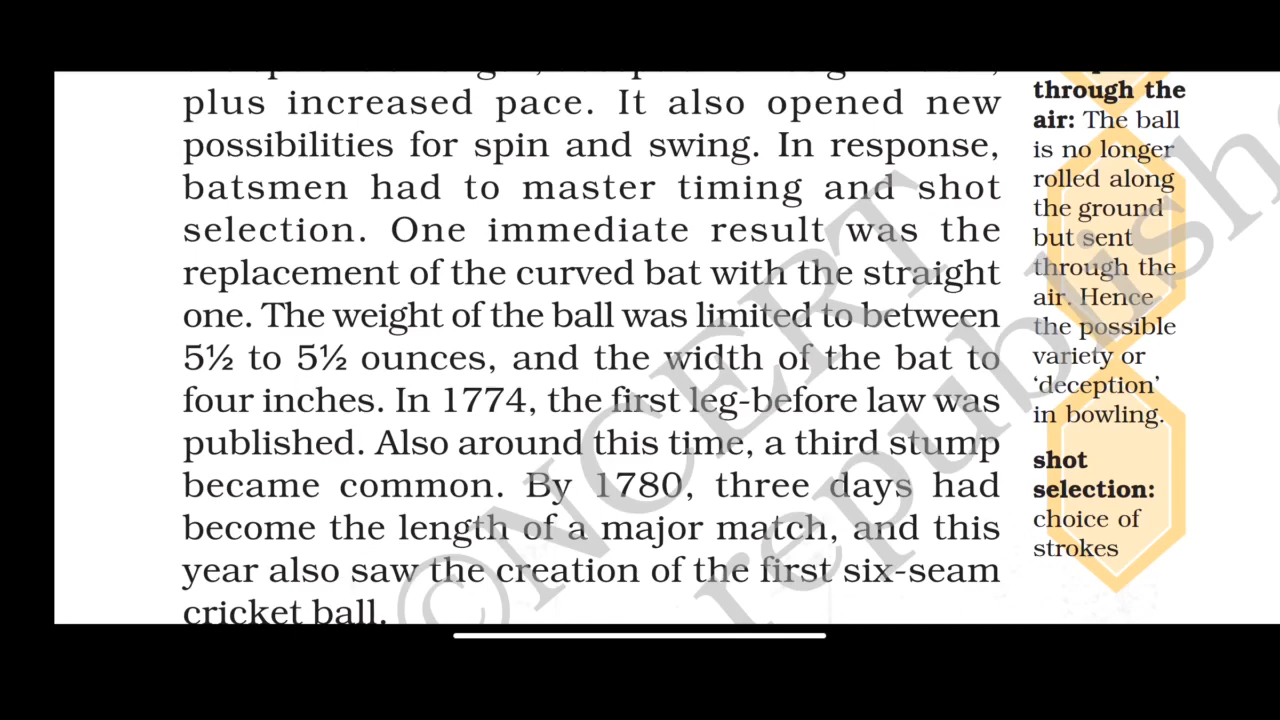 plus increased pace. It also opened new
possibilities for spin and swing. In response,
batsmen had to master timing and shot
selection. One immediate result was the
replacement of the curved bat with the straight
one. The weight of the ball was limited to between
5½ to 5½ ounces, and the width of the bat to
four inches. In 1774, the first leg-before law was
published. Also around this time, a third stump
became common. By 1780, three days had
become the length of a major match, and this
year also saw the creation of the first six-seam
cricket ball.
through the
air: The ball
is no longer
rolled along
the ground
but sent
through the
air. Hence
the possible
variety or
‘deception’
in bowling.
shot
selection:
choice of
strokes
©NCERT
republish